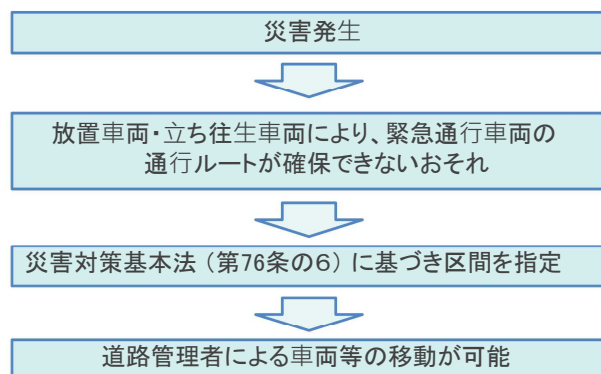 災害発生
放置車両・立ち往生車両により、緊急通行車両の
通行ルートが確保できないおそれ
災害対策基本法（第76条の６）に基づき区間を指定
道路管理者による車両等の移動が可能